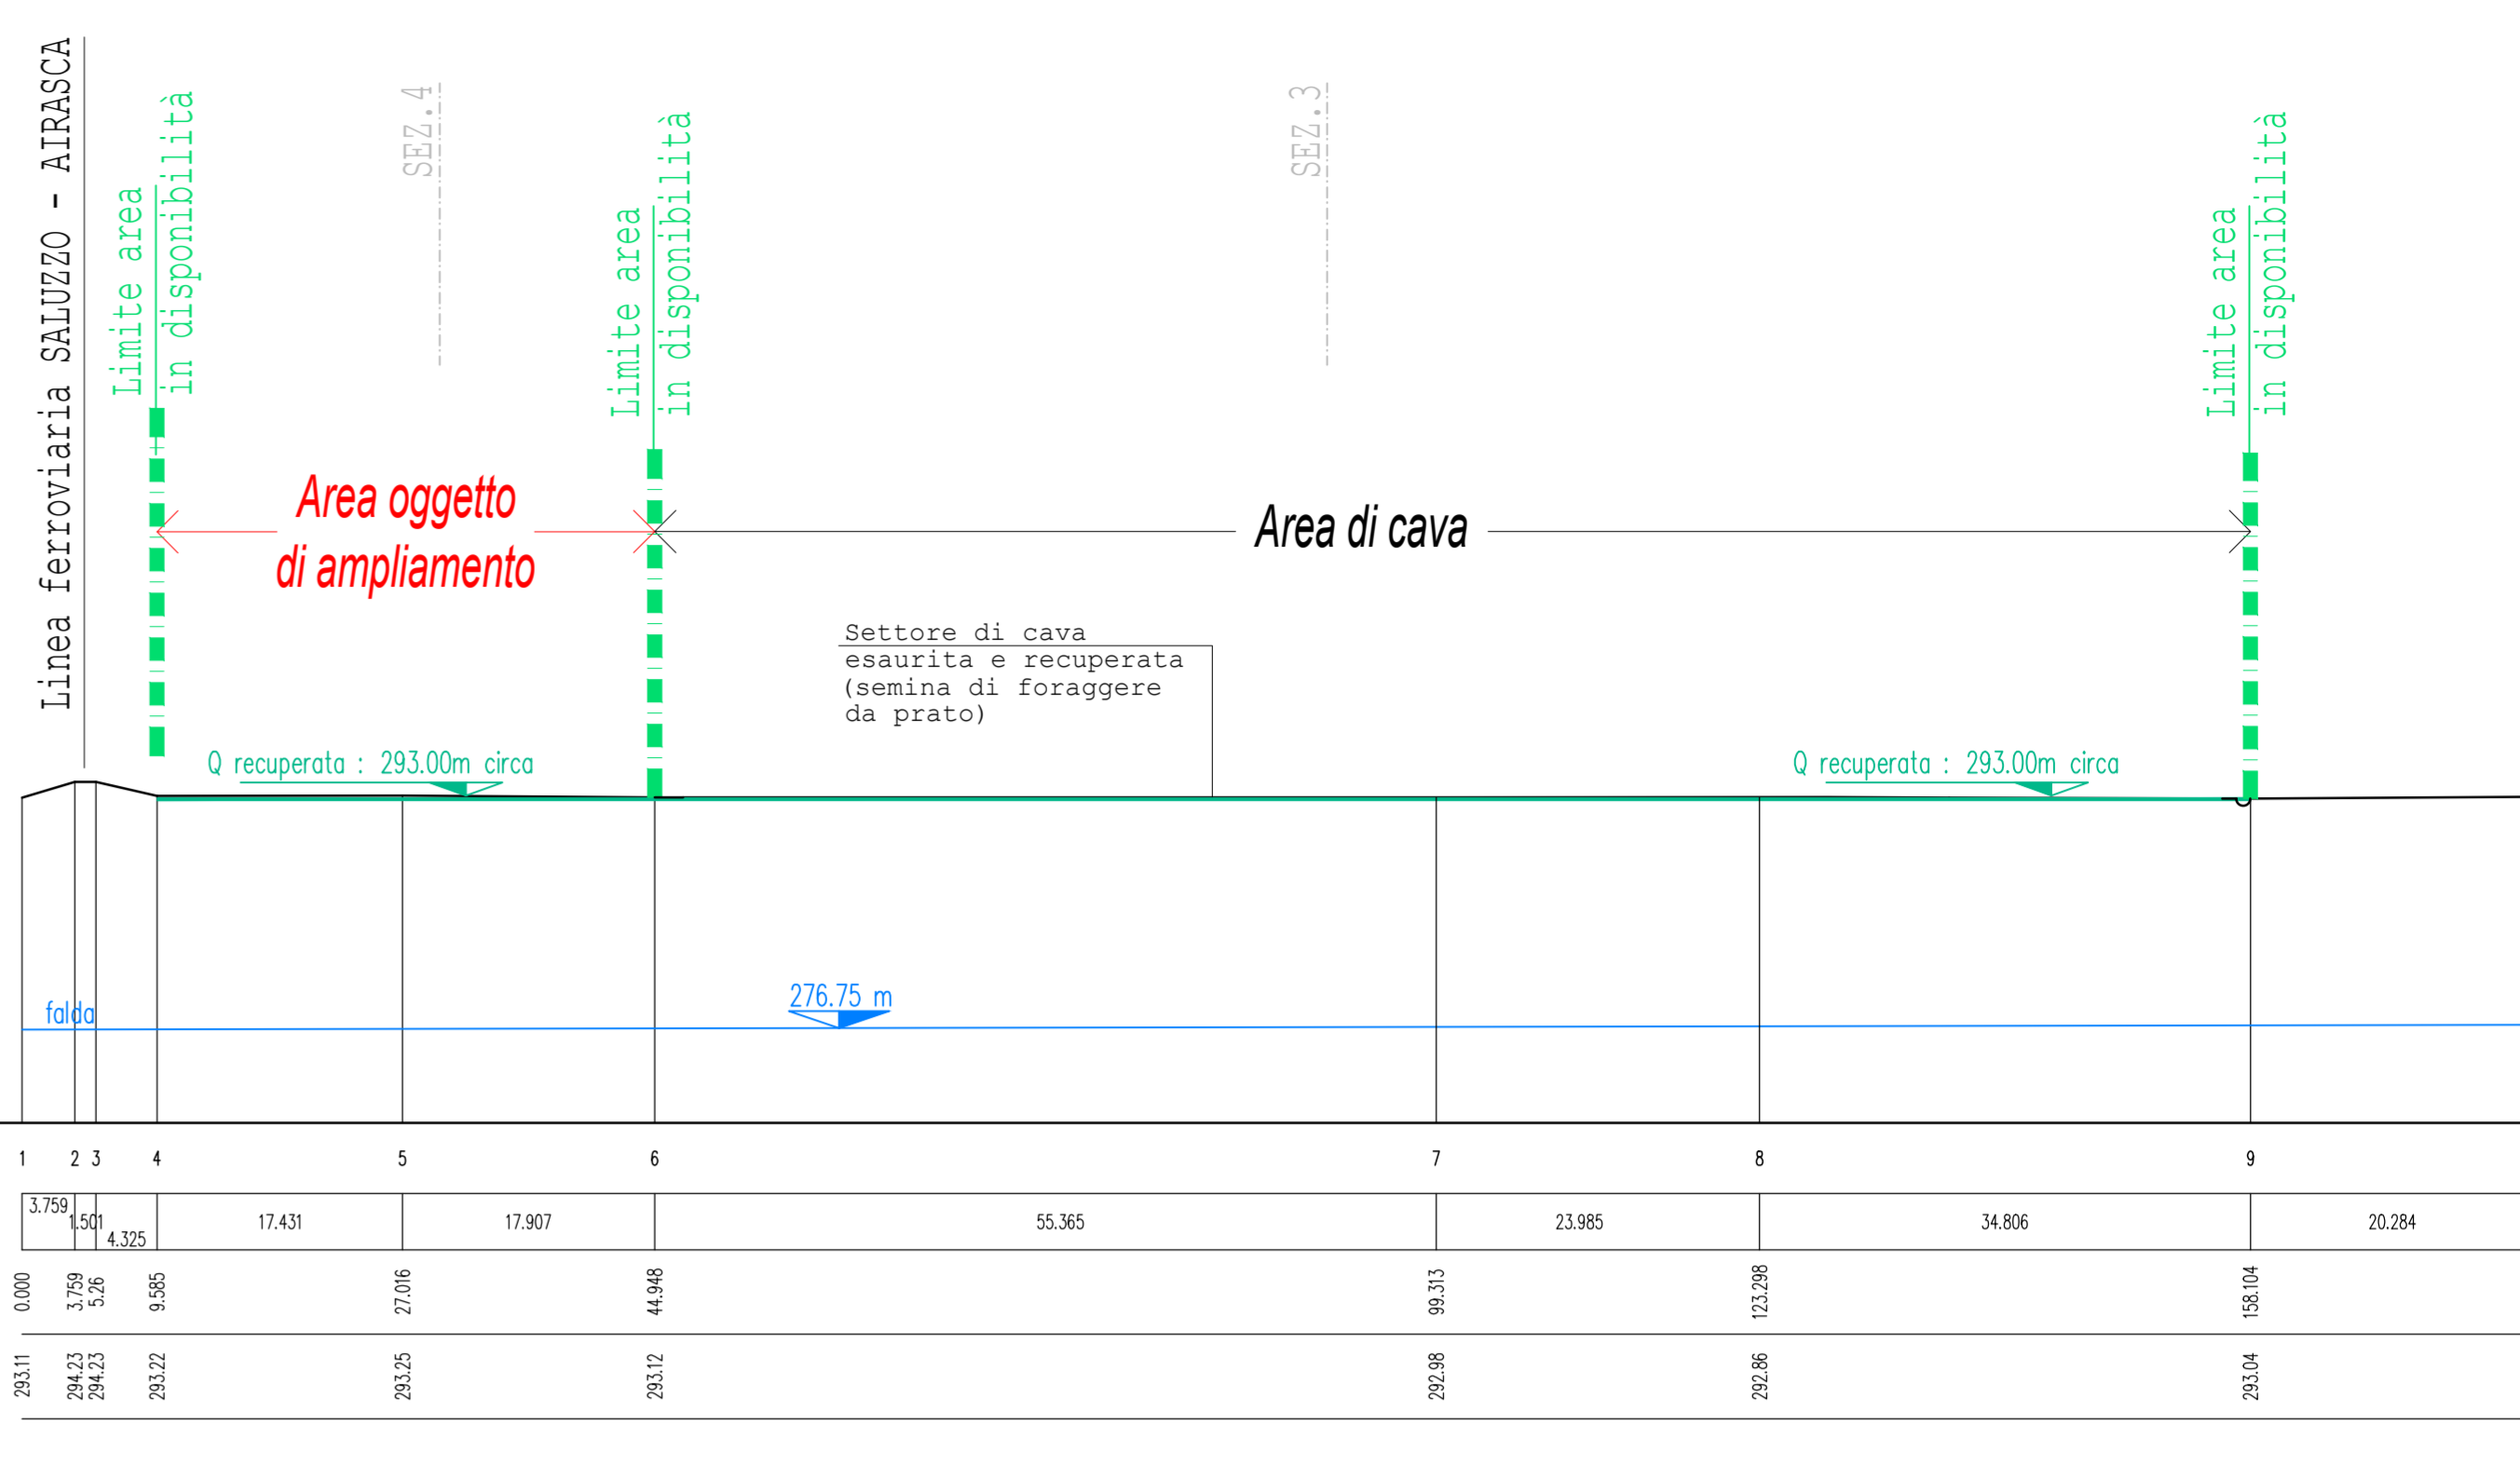 Linea ferroviaria SALUZZO - AIRASCA
Limite area
in disponibilità
SEZ.4
Limite area
in disponibilità
SEZ.3
Limite area
in disponibilità
Area oggetto
di ampliamento
Area di cava
Settore di cava
esaurita e recuperata
(semina di foraggere
da prato)
Q recuperata : 293.00m circa
Q recuperata : 293.00m circa
falda
276.75 m
1 2 3 4 5 6 7 8 9
3.759 1.501 4.325 17.431 17.907 55.365 23.985 34.806 20.284
0.000 3.759 5.26 9.585 27.016 44.948 99.313 123.298 158.104
293.11 294.23 294.23 293.22 293.25 293.12 292.98 292.86 293.04